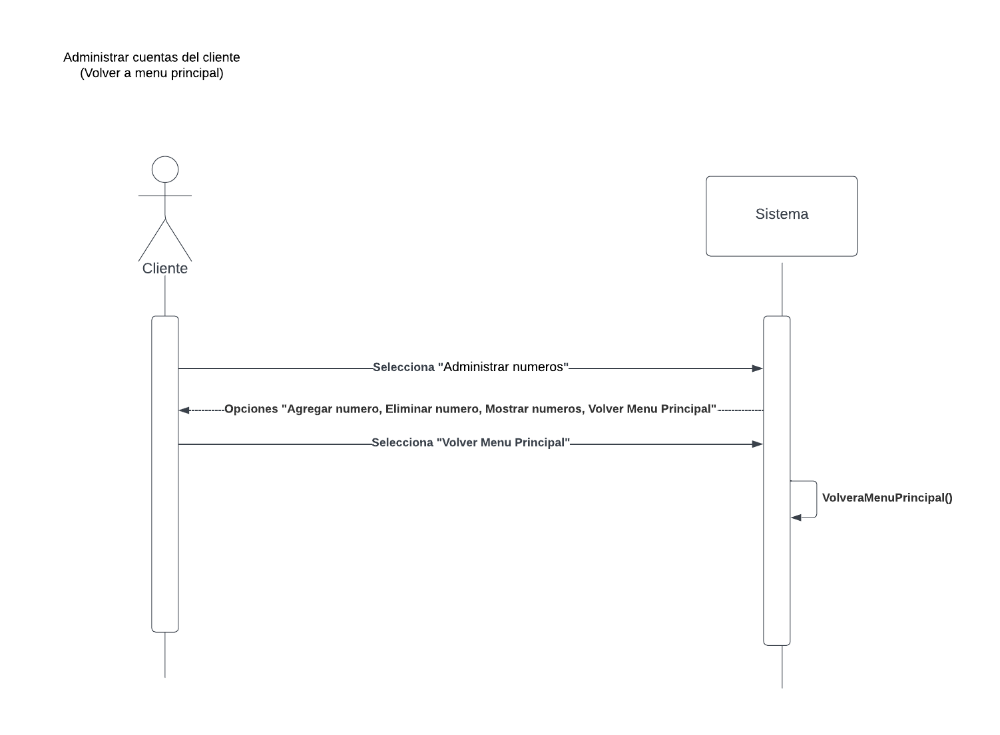 Administrar cuentas del cliente
(Volver a menu principal)
Sistema
Cliente
Selecciona "Administrar numeros"
Opciones "Agregar numero, Eliminar numero, Mostrar numeros, Volver Menu Principal"
Selecciona "Volver Menu Principal"
VolveraMenuPrincipal()